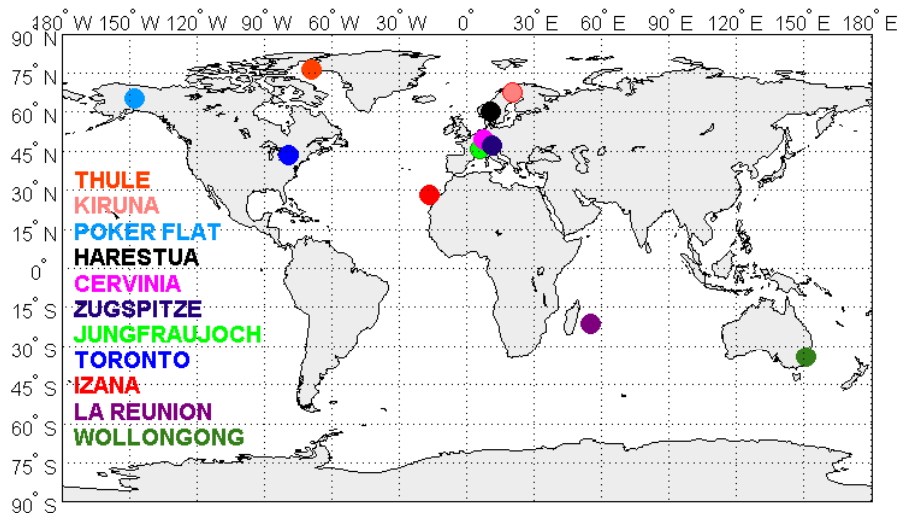 180° W 150° W 120° W 90° W 60° W 30° W 0° 30° E 60° E 90° E 120° E 150° E 180° E
90° N
75° N
60° N
45° N
30° N
15° N
0°
15° S
30° S
45° S
60° S
75° S
90° S
THULE
KIRUNA
POKER FLAT
HARESTUA
CERVINIA
ZUGSPITZE
JUNGFRAUJOCH
TORONTO
IZANA
LA REUNION
WOLLONGONG